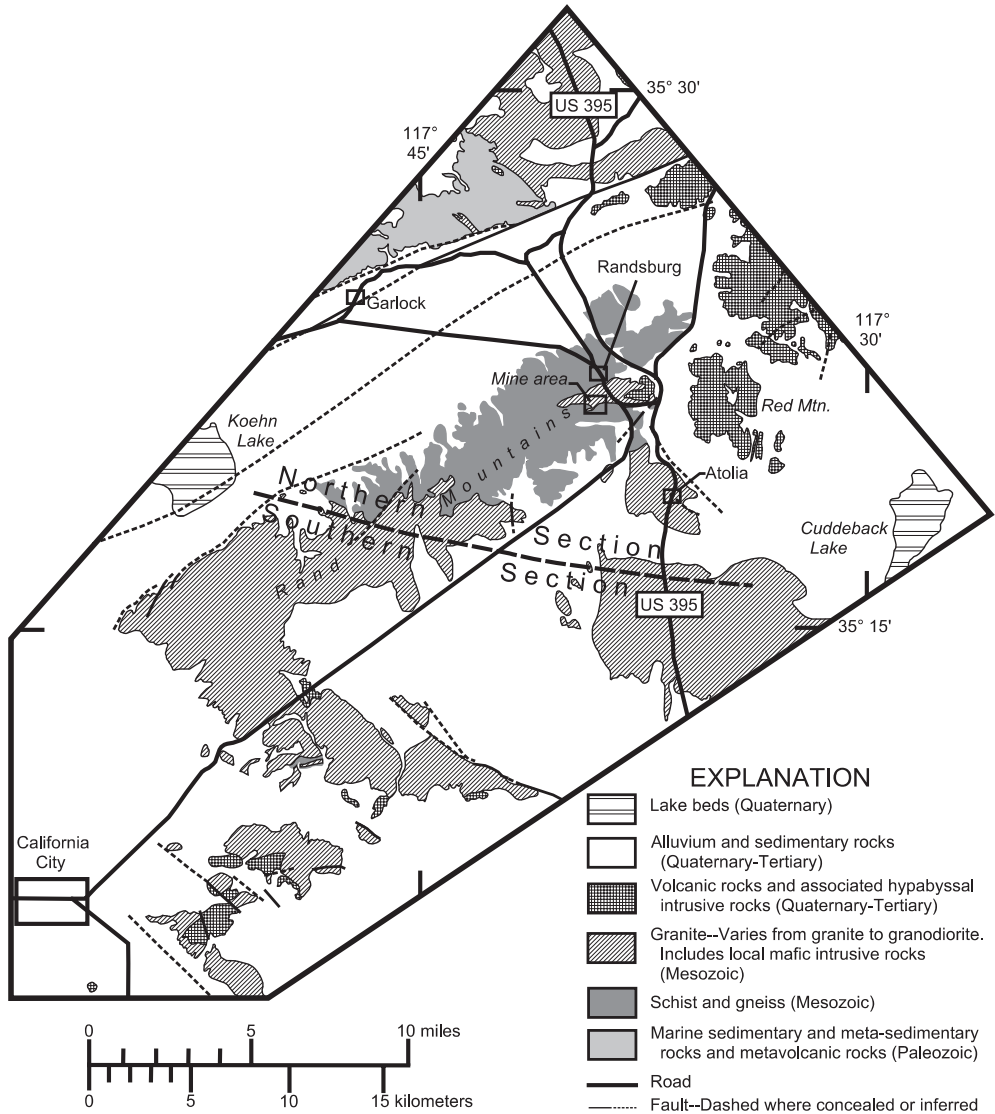 US 395
35° 30'
117°
45'
Randsburg
Garlock
117°
30'
Mine area
Red Mtn.
Koehn
Lake
Rand Mountains
Northern Section
Southern Section
Atolia
Cuddeback
Lake
US 395
35° 15'
California
City
EXPLANATION
Lake beds (Quaternary)
Alluvium and sedimentary rocks
(Quaternary-Tertiary)
Volcanic rocks and associated hypabyssal
intrusive rocks (Quaternary-Tertiary)
Granite--Varies from granite to granodiorite.
Includes local mafic intrusive rocks
(Mesozoic)
Schist and gneiss (Mesozoic)
Marine sedimentary and meta-sedimentary
rocks and metavolcanic rocks (Paleozoic)
Road
Fault--Dashed where concealed or inferred
0 5 10 miles
0 5 10 15 kilometers